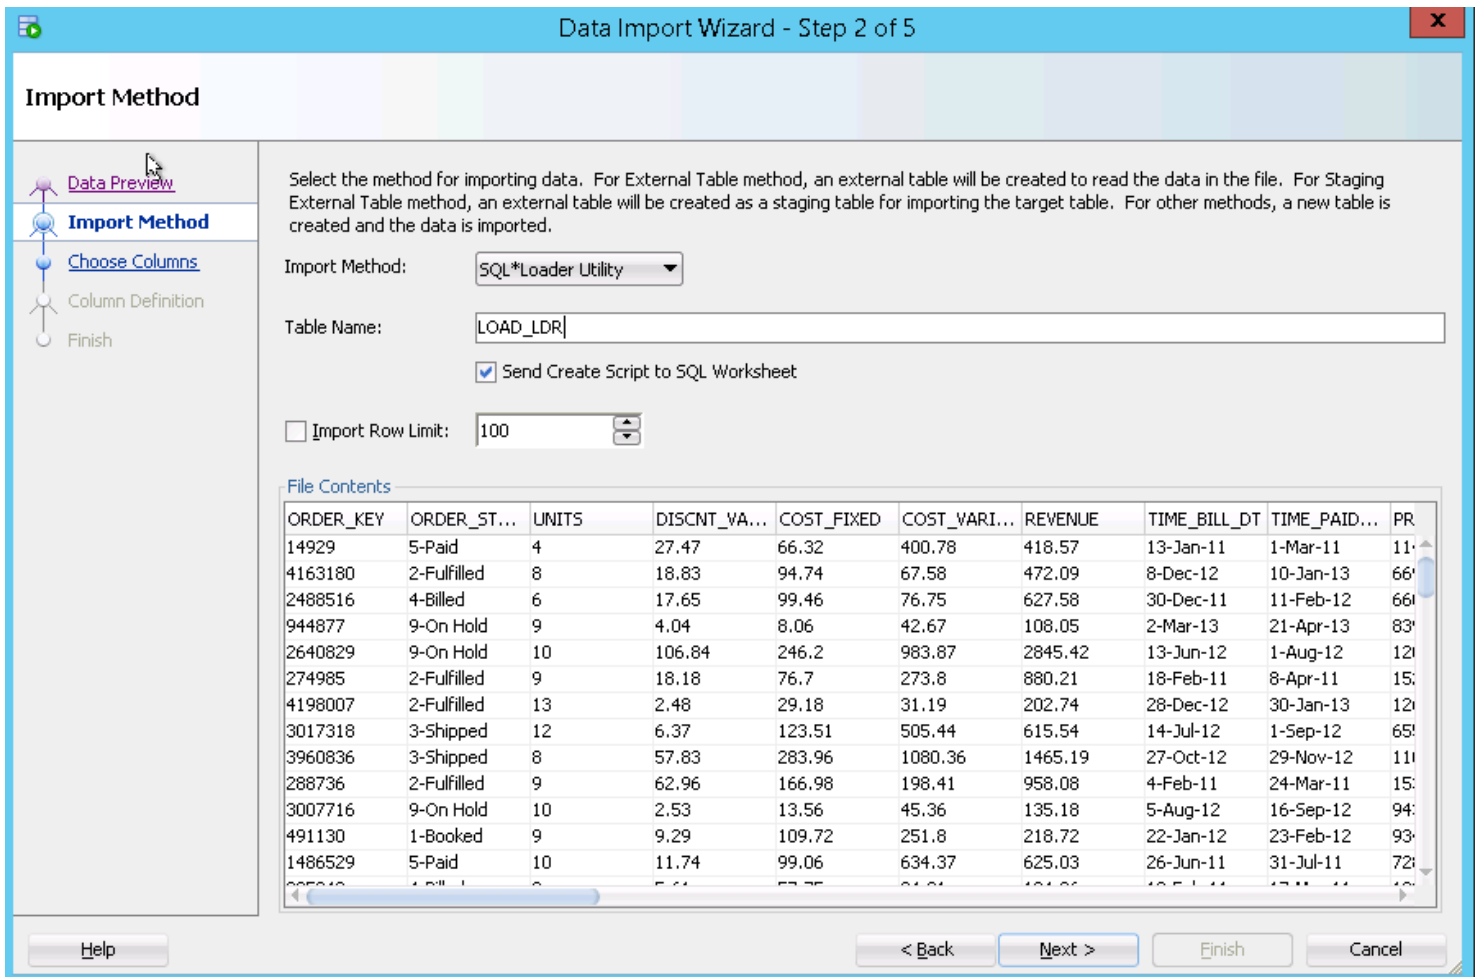 Data Import Wizard - Step 2 of 5
X
Import Method
Data Preview
Import Method
Choose Columns
Column Definition
Finish
Select the method for importing data. For External Table method, an external table will be created to read the data in the file. For Staging
External Table method, an external table will be created as a staging table for importing the target table. For other methods, a new table is
created and the data is imported.
Import Method: SQL*Loader Utility
Table Name: LOAD_LDR
Send Create Script to SQL Worksheet
Import Row Limit: 100
File Contents
ORDER_KEY ORDER_ST... UNITS DISCNT_VA... COST_FIXED COST_VARI... REVENUE TIME_BILL_DT TIME_PAID... PR
14929 5-Paid 4 27.47 66.32 400.78 418.57 13-Jan-11 1-Mar-11
4163180 2-Fulfilled 8 18.83 94.74 67.58 472.09 8-Dec-12 10-Jan-13
2488516 4-Billed 6 17.65 99.46 76.75 627.58 30-Dec-11 11-Feb-12
944877 9-On Hold 9 4.04 8.06 42.67 108.05 2-Mar-13 21-Apr-13
2640829 9-On Hold 10 106.84 246.2 983.87 2845.42 13-Jun-12 1-Aug-12
274985 2-Fulfilled 9 18.18 76.7 273.8 880.21 18-Feb-11 8-Apr-11
4198007 2-Fulfilled 13 2.48 29.18 31.19 202.74 28-Dec-12 30-Jan-13
3017318 3-Shipped 12 6.37 123.51 505.44 615.54 14-Jul-12 1-Sep-12
3960836 3-Shipped 8 57.83 283.96 1080.36 1465.19 27-Oct-12 29-Nov-12
288736 2-Fulfilled 9 62.96 166.98 198.41 958.08 4-Feb-11 24-Mar-11
3007716 9-On Hold 10 2.53 13.56 45.36 135.18 5-Aug-12 16-Sep-12
491130 1-Booked 9 9.29 109.72 251.8 218.72 22-Jan-12 23-Feb-12
1486529 5-Paid 10 11.74 99.06 634.37 625.03 26-Jun-11 31-Jul-11
Help < Back Next > Finish Cancel